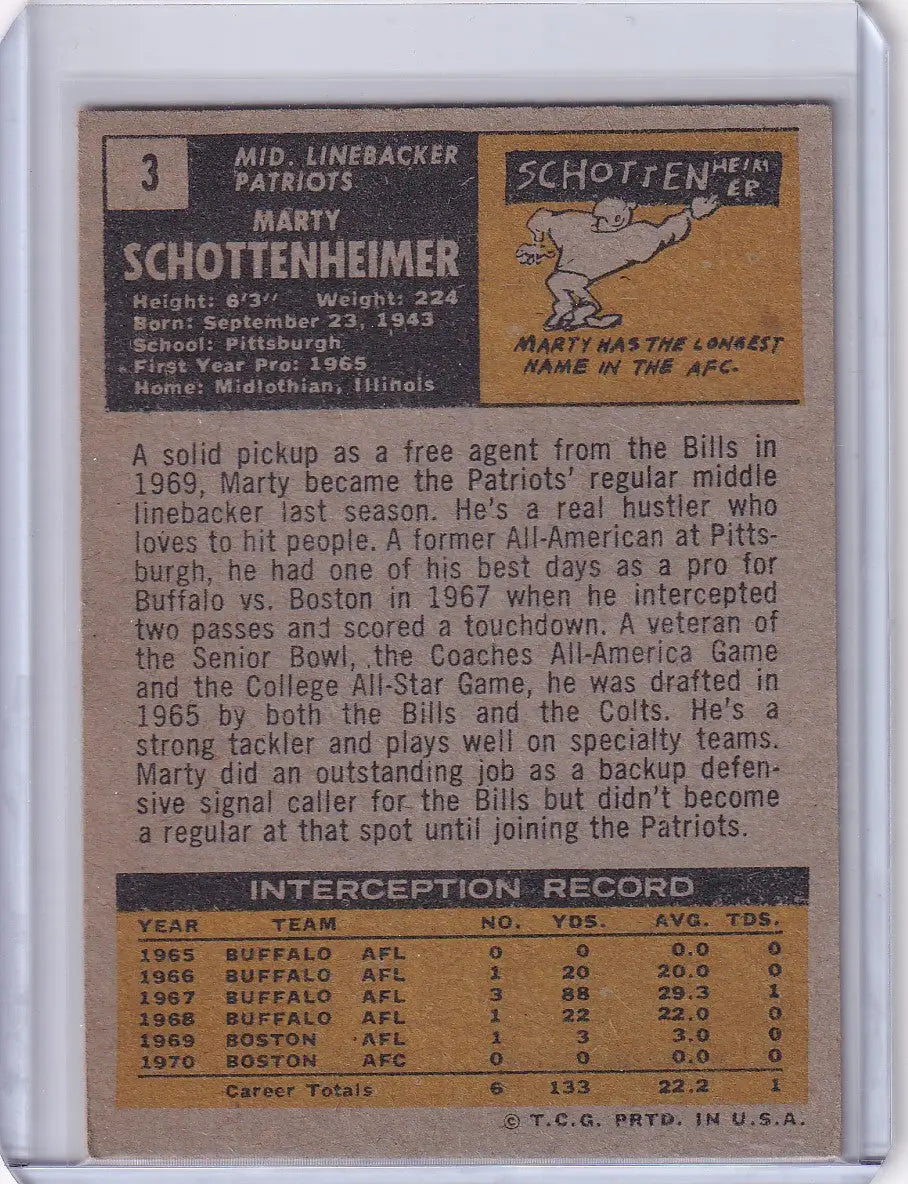 3
MID. LINEBACKER
PATRIOTS
MARTY
SCHOTTENHEIMER
Height: 6'3" Weight: 224
Born: September 23, 1943
School: Pittsburgh
First Year Pro: 1965
Home: Midlothian, Illinois
SCHOTTENHEIM
ER
MARTY HAS THE LONGEST
NAME IN THE AFC.
A solid pickup as a free agent from the Bills in
1969, Marty became the Patriots' regular middle
linebacker last season. He's a real hustler who
loves to hit people. A former All-American at Pitts-
burgh, he had one of his best days as a pro for
Buffalo vs. Boston in 1967 when he intercepted
two passes and scored a touchdown. A veteran of
the Senior Bowl, the Coaches All-America Game
and the College All-Star Game, he was drafted in
1965 by both the Bills and the Colts. He's a
strong tackler and plays well on specialty teams.
Marty did an outstanding job as a backup defen-
sive signal caller for the Bills but didn't become
a regular at that spot until joining the Patriots.
INTERCEPTION RECORD
YEAR TEAM NO. YDS. AVG. TDS.
1965 BUFFALO AFL 0 0 0.0 0
1966 BUFFALO AFL 1 20 20.0 0
1967 BUFFALO AFL 3 88 29.3 1
1968 BUFFALO AFL 1 22 22.0 0
1969 BOSTON AFL 1 3 3.0 0
1970 BOSTON AFC 0 0 0.0 0
Career Totals 6 133 22.2 1
© T.C.G. PRTD. IN U.S.A.